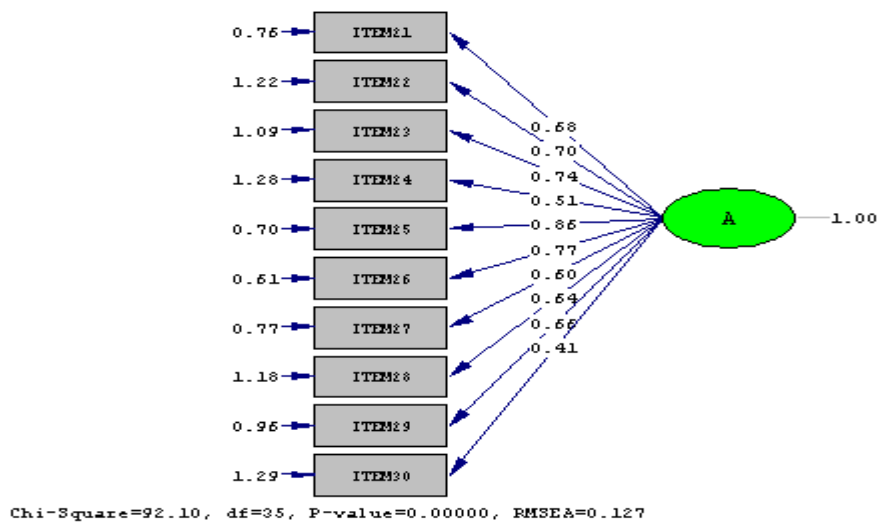 0.76 ITEM21
1.22 ITEM22
1.09 ITEM23
1.28 ITEM24
0.70 ITEM25
0.61 ITEM26
0.77 ITEM27
1.18 ITEM28
0.96 ITEM29
1.29 ITEM30
0.68
0.70
0.74
0.51
0.86
0.77
0.60
0.64
0.66
0.41
A 1.00
Chi-Square=92.10, df=35, P-value=0.00000, RMSEA=0.127